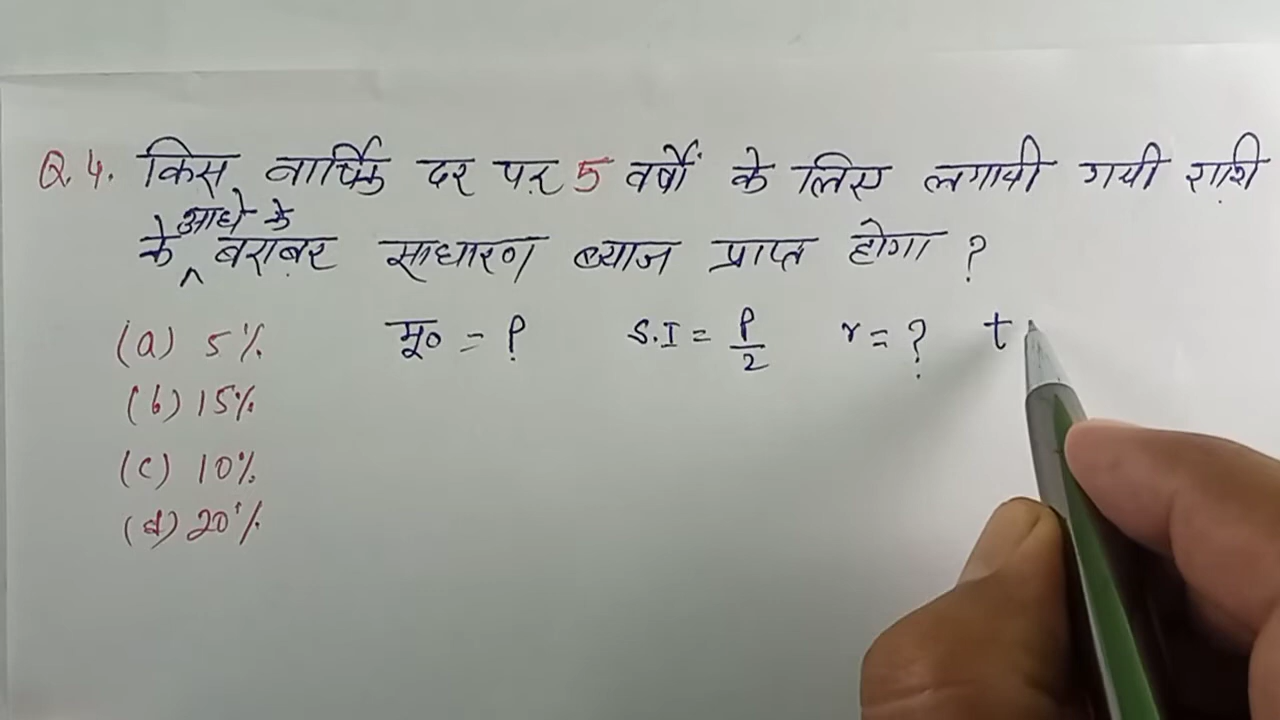 Q.4. किस वार्षिक दर पर 5 वर्षों के लिए लगायी गयी राशि
के आधे के बराबर साधारण ब्याज प्राप्त होगा ?
(a) 5% मू० = P S.I = P/2 r = ? t
(b) 15%
(c) 10%
(d) 20%